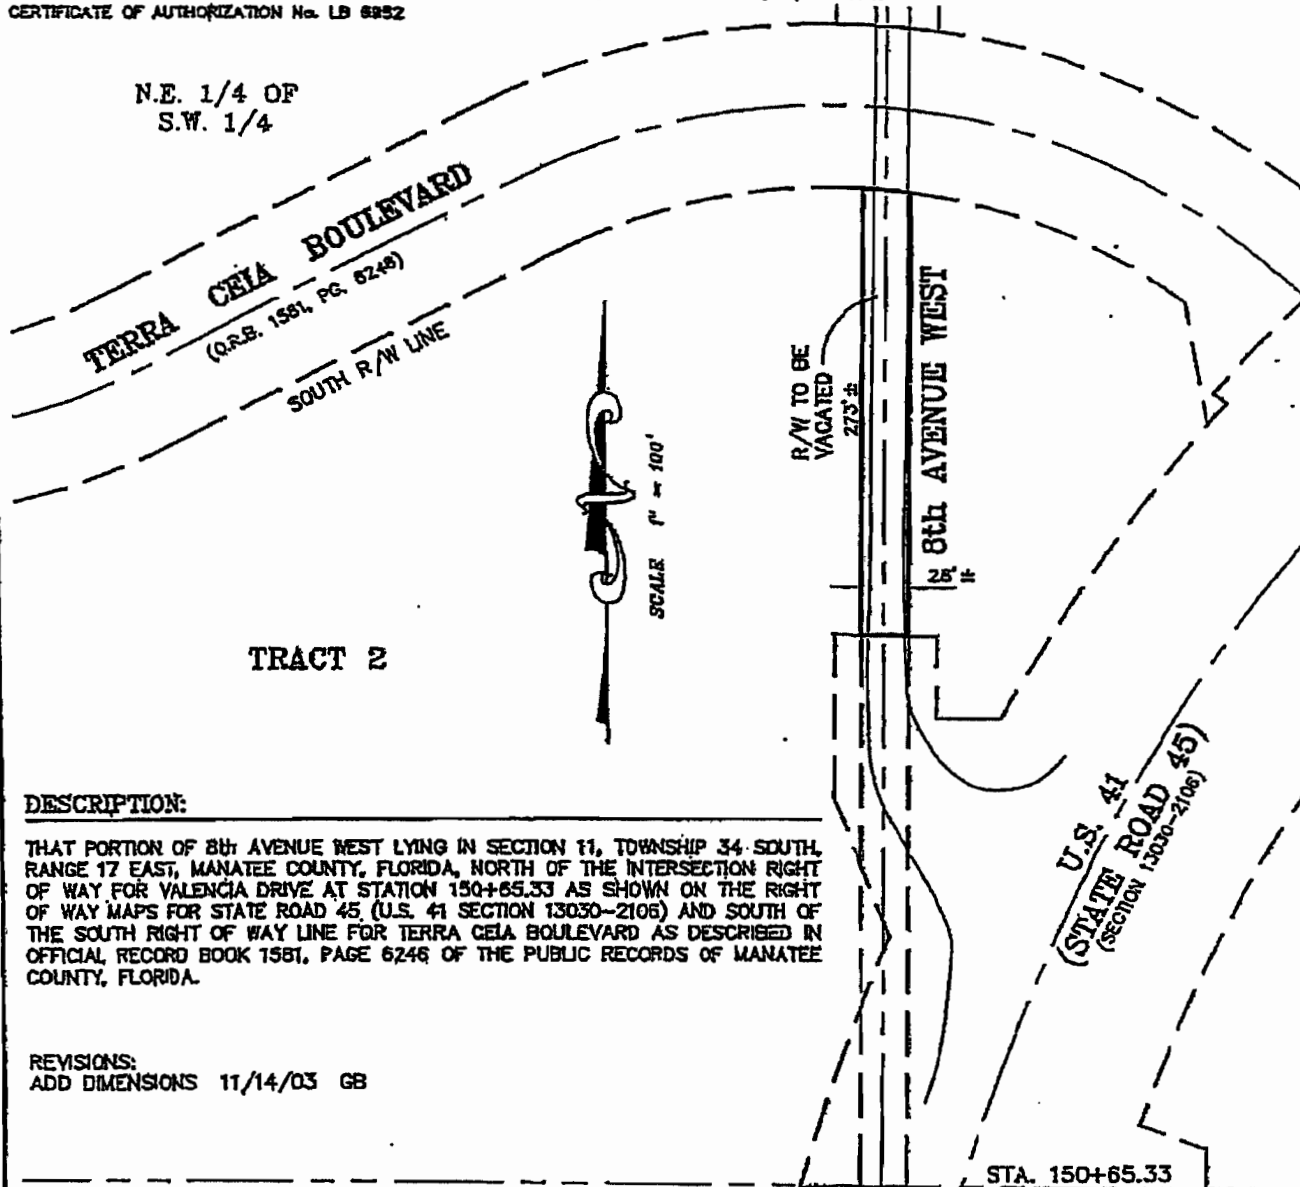 CERTIFICATE OF AUTHORIZATION No. LB 6952
N.E. 1/4 OF
S.W. 1/4
TERRA CEIA BOULEVARD
(O.R.B. 1581, PG. 6246)
SOUTH R/W LINE
SCALE 1" = 100'
R/W TO BE
VACATED
273'±
8th AVENUE WEST
26'±
TRACT 2
U.S. 41
(STATE ROAD 45)
(SECTION 13030-2106)
DESCRIPTION:
THAT PORTION OF 8th AVENUE WEST LYING IN SECTION 11, TOWNSHIP 34 SOUTH,
RANGE 17 EAST, MANATEE COUNTY, FLORIDA, NORTH OF THE INTERSECTION RIGHT
OF WAY FOR VALENCIA DRIVE AT STATION 150+65.33 AS SHOWN ON THE RIGHT
OF WAY MAPS FOR STATE ROAD 45 (U.S. 41 SECTION 13030-2106) AND SOUTH OF
THE SOUTH RIGHT OF WAY LINE FOR TERRA CEIA BOULEVARD AS DESCRIBED IN
OFFICIAL RECORD BOOK 1581, PAGE 6246 OF THE PUBLIC RECORDS OF MANATEE
COUNTY, FLORIDA.
REVISIONS:
ADD DIMENSIONS 11/14/03 GB
STA. 150+65.33